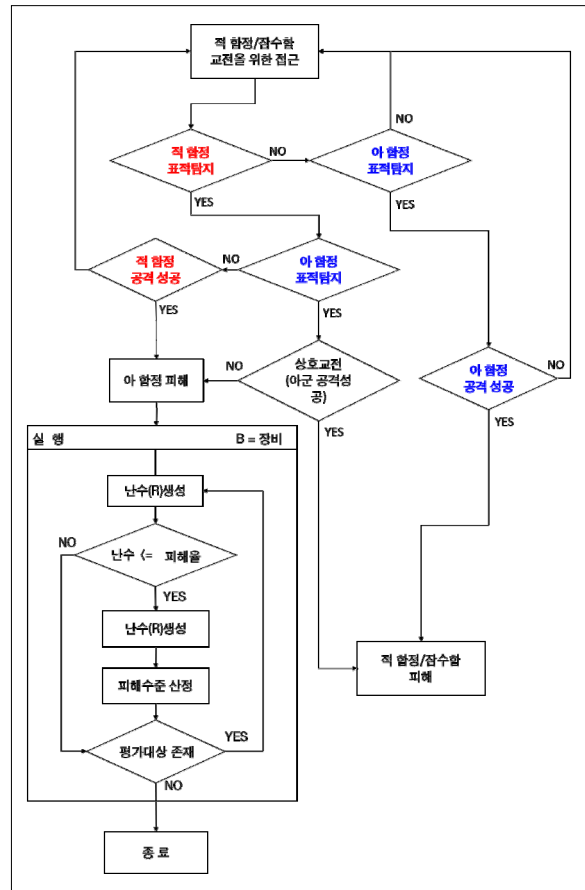 적 함정/잠수함
교전을 위한 접근
NO
적 함정
표적탐지
NO
아 함정
표적탐지
YES
YES
적 함정
공격 성공
NO
아 함정
표적탐지
YES
YES
아 함정 피해
NO
상호교전
(아군 공격성
공)
아 함정
공격 성공
NO
YES
YES
실 행
B = 장비
난수(R)생성
NO
난수 <= 피해율
YES
난수(R)생성
적 함정/잠수함
피해
피해수준 산정
평가대상 존재
YES
NO
종 료